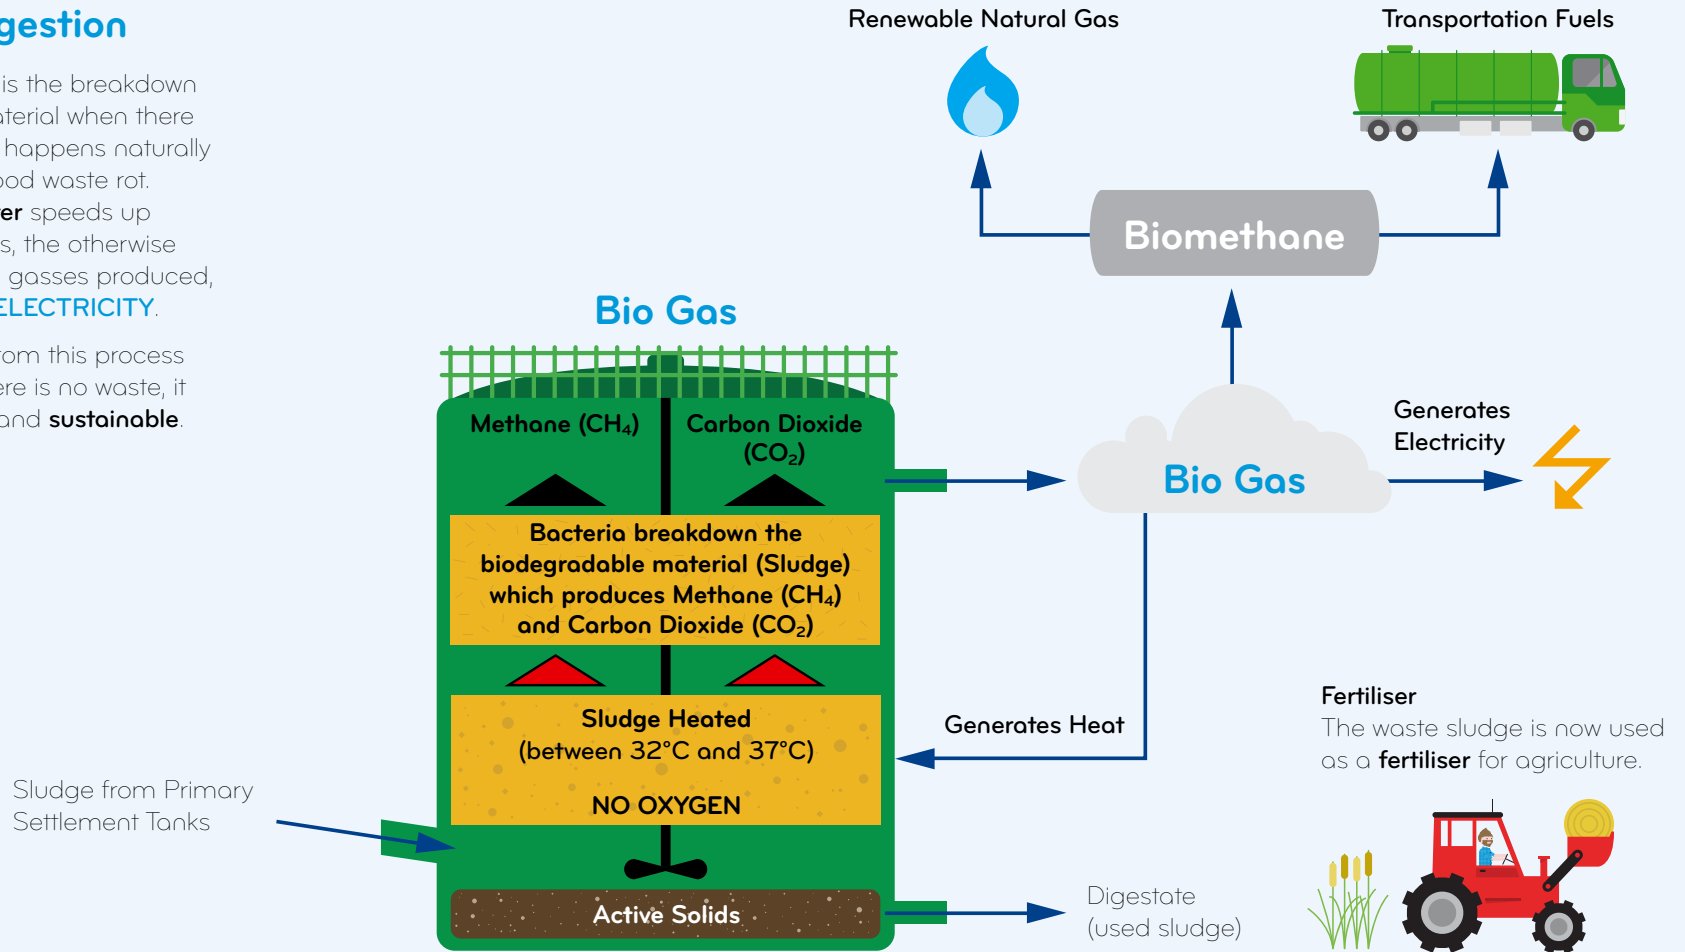 gestion
is the breakdown
aterial when there
happens naturally
ood waste rot.
ter speeds up
s, the otherwise
gasses produced,
ELECTRICITY.
rom this process
ere is no waste, it
and sustainable.
Renewable Natural Gas
Transportation Fuels
Biomethane
Bio Gas
Methane (CH₄)
Carbon Dioxide
(CO₂)
Generates
Electricity
Bio Gas
Bacteria breakdown the
biodegradable material (Sludge)
which produces Methane (CH₄)
and Carbon Dioxide (CO₂)
Sludge Heated
(between 32°C and 37°C)
NO OXYGEN
Generates Heat
Fertiliser
The waste sludge is now used
as a fertiliser for agriculture.
Sludge from Primary
Settlement Tanks
Active Solids
Digestate
(used sludge)